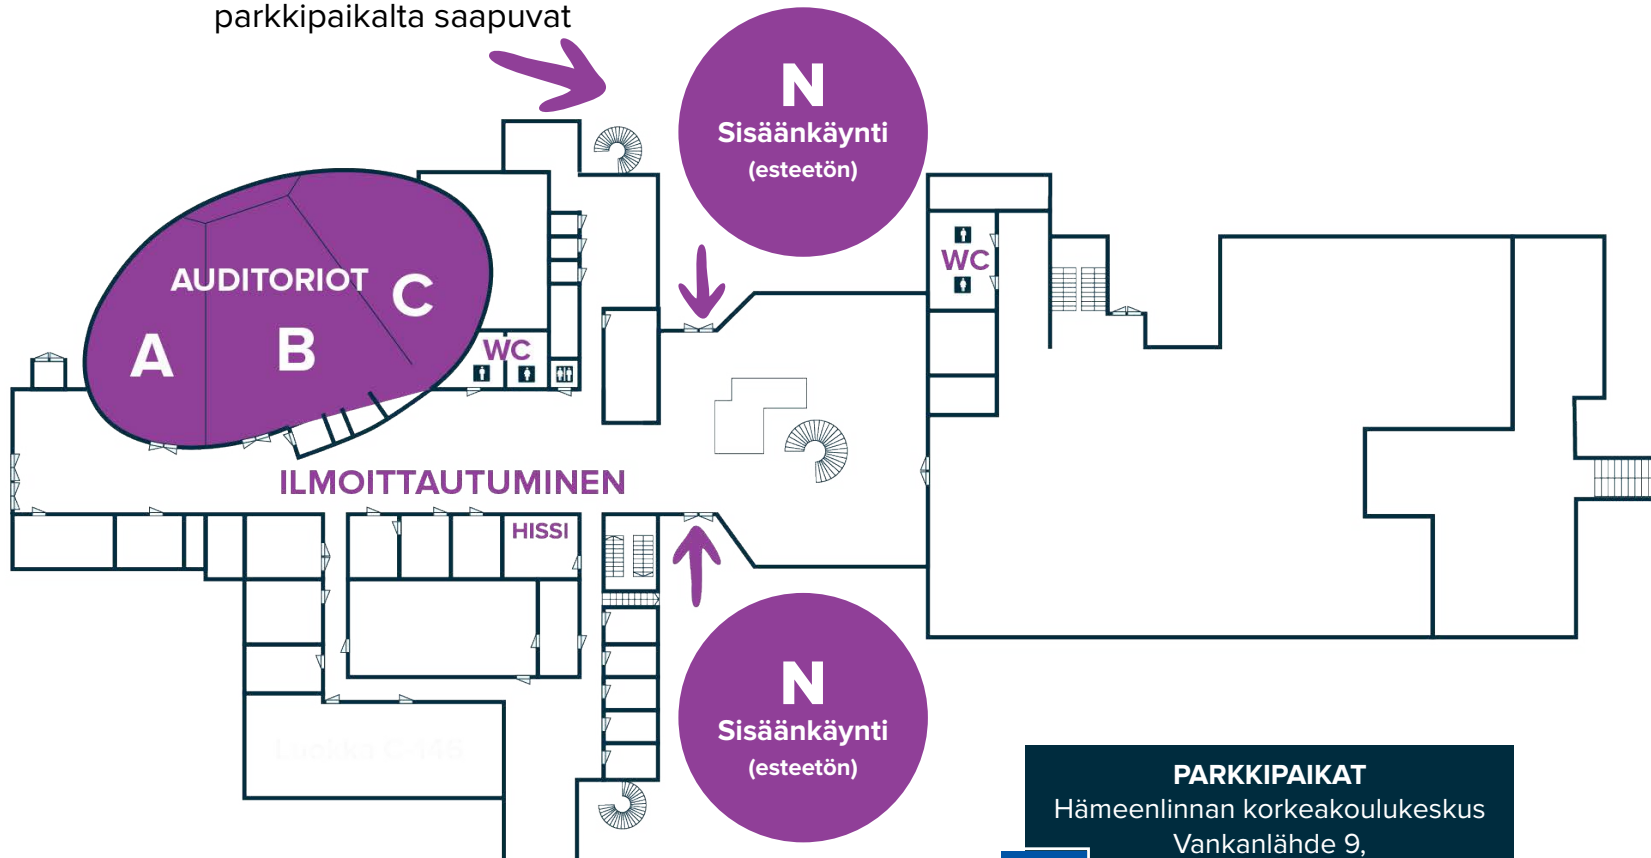 parkkipaikalta saapuvat
N
Sisäänkäynti
(esteetön)
WC
AUDITORIOT
C
A
B
WC
ILMOITTAUTUMINEN
HISSI
N
Sisäänkäynti
(esteetön)
PARKKIPAIKAT
Hämeenlinnan korkeakoulukeskus
Vankanlähde 9,